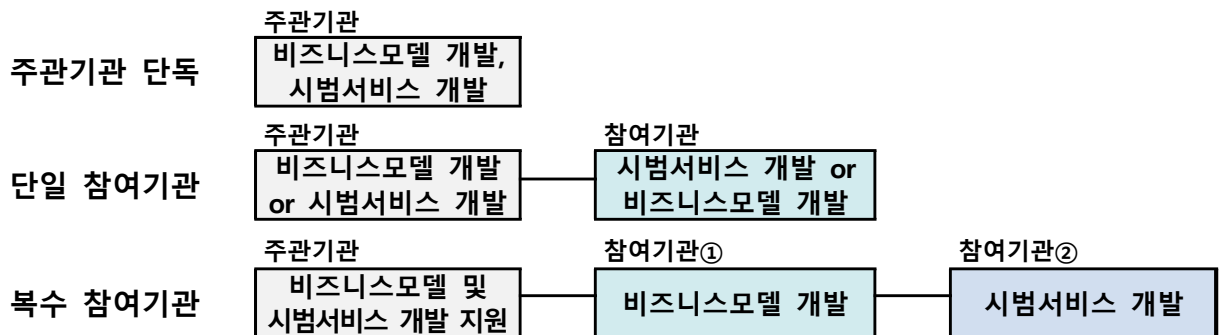 주관기관
주관기관 단독
비즈니스모델 개발,
시범서비스 개발
주관기관
참여기관
단일 참여기관
비즈니스모델 개발
or 시범서비스 개발
시범서비스 개발 or
비즈니스모델 개발
주관기관
참여기관①
참여기관②
복수 참여기관
비즈니스모델 및
시범서비스 개발 지원
비즈니스모델 개발
시범서비스 개발